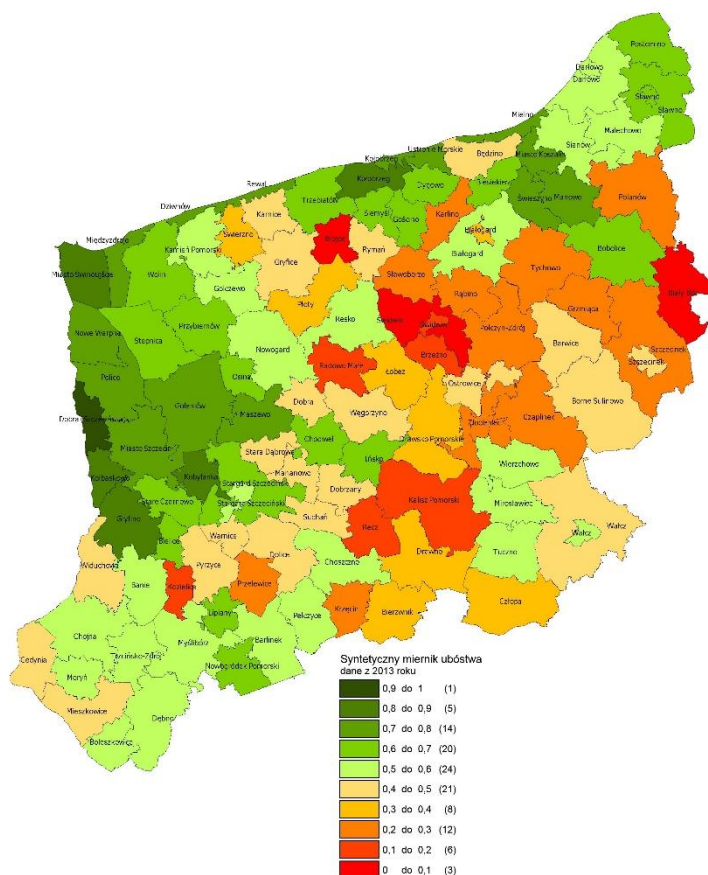 Postomino
Darłowo
Darłowo
Sławno
Sławno
Malechowo
Mielno
Sianów
Ustronie Morskie
Będzino
Miasto Koszalin
Kołobrzeg
Kołobrzeg
Rewal
Trzebiatów
Dygowo
Biesiekierz
Świeszyno
Manowo
Polanów
Dziwnów
Karnice
Siemyśl
Gościno
Karlino
Świerzno
Międzyzdroje
Kamień Pomorski
Rymań
Białogard
Białogard
Bobolice
Miasto Świnoujście
Wolin
Gryfice
Golczewo
Sławoborze
Tychowo
Biały Bór
Płoty
Rąbino
Grzmiąca
Nowe Warpno
Stepnica
Przybiernów
Resko
Połczyn-Zdrój
Nowogard
Barwice
Szczecinek
Szczecinek
Police
Osina
Radowo Małe
Brzeżno
Łobez
Goleniów
Ostrowice
Borne Sulinowo
Dobra
Maszewo
Węgorzyno
Czaplinek
Chociwel
Złocieniec
Drawsko Pomorskie
Miasto Szczecin
Stara Dąbrowa
Ińsko
Wierzchowo
Kołbaskowo
Kobylanka
Marianowo
Dobrzany
Kalisz Pomorski
Mirosławiec
Stare Czarnowo
Suchań
Gryfino
Recz
Wałcz
Wałcz
Bielice
Warnice
Dolice
Drawno
Tuczno
Widuchowa
Pyrzyce
Choszczno
Banie
Kozielice
Przelewice
Człopa
Krzęcin
Bierzwnik
Lipiany
Pełczyce
Chojna
Myślibórz
Barlinek
Cedynia
Trzcińsko-Zdrój
Nowogródek Pomorski
Moryń
Mieszkowice
Dębno
Boleszkowice
Syntetyczny miernik ubóstwa
dane z 2013 roku
0,9 do 1 (1)
0,8 do 0,9 (5)
0,7 do 0,8 (14)
0,6 do 0,7 (20)
0,5 do 0,6 (24)
0,4 do 0,5 (21)
0,3 do 0,4 (8)
0,2 do 0,3 (12)
0,1 do 0,2 (6)
0 do 0,1 (3)